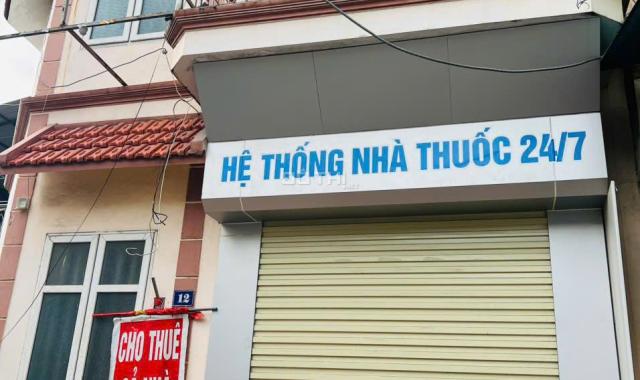 HỆ THỐNG NHÀ THUỐC 24/7
12
CHO THUÊ